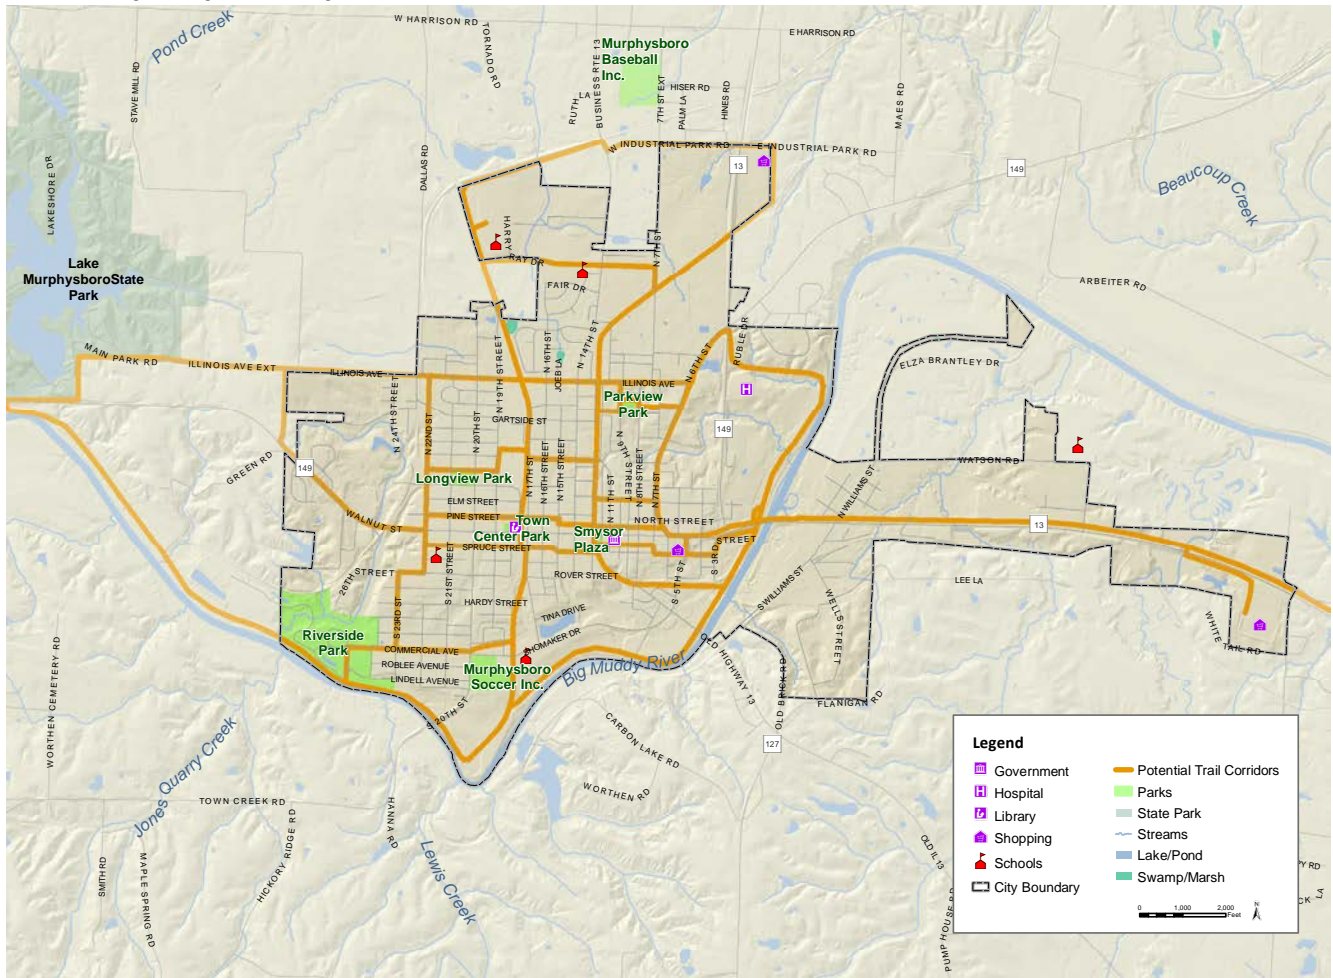 W HARRISON RD
E HARRISON RD
Pond Creek
TORNADO RD
BUSINESS RTE 13
Murphysboro
Baseball
Inc.
STAVE MILL RD
RUTH LA
7TH ST EXT
HISER RD
PALM LA
HINES RD
MAES RD
W INDUSTRIAL PARK RD
E INDUSTRIAL PARK RD
13
149
DALLAS RD
LAKESHORE DR
Beaucoup Creek
HARRY
RAY DR
N 7TH ST
FAIR DR
Lake
MurphysboroState
Park
ARBEITER RD
MAIN PARK RD
ILLINOIS AVE EXT
ILLINOIS AVE
N 19TH STREET
N 16TH ST
JOEB LA
N 14TH ST
N 6TH ST
RUBLE DR
ELZA BRANTLEY DR
ILLINOIS AVE
Parkview
Park
N 24TH STREET
N 22ND ST
N 20TH ST
GARTSIDE ST
149
GREEN RD
149
N 17TH ST
N 16TH STREET
N 15TH STREET
N 11TH ST
N 9TH STREET
N 8TH STREET
N 7TH ST
WATSON RD
N WILLIAMS ST
Longview Park
ELM STREET
PINE STREET
WALNUT ST
Town
Center Park
Smysor
Plaza
NORTH STREET
13
SPRUCE STREET
STREET
S 3RD
ROVER STREET
S 5TH ST
26TH STREET
S 21ST STREET
HARDY STREET
TINA DRIVE
S 23RD ST
S WILLIAMS ST
WELLS STREET
LEE LA
WHITE
TAIL RD
Riverside
Park
COMMERCIAL AVE
SHOMAKER DR
ROBLEE AVENUE
LINDELL AVENUE
Murphysboro
Soccer Inc.
Big Muddy River
OLD HIGHWAY 13
OLD BRICK RD
FLANIGAN RD
S 20TH ST
WORTHEN CEMETERY RD
CARBON LAKE RD
127
WORTHEN RD
Jones Quarry Creek
TOWN CREEK RD
HANNA RD
HICKORY RIDGE RD
Lewis Creek
SMITH RD
MAPLE SPRING RD
OLD IL 13
PUMP HOUSE RD
PY RD
CK LA
Legend
Government
Hospital
Library
Shopping
Schools
City Boundary
Potential Trail Corridors
Parks
State Park
Streams
Lake/Pond
Swamp/Marsh
0 1,000 2,000
Feet
N